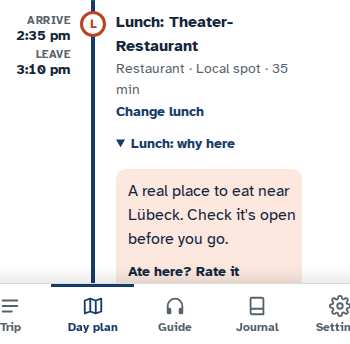 ARRIVE
2:35 pm
LEAVE
3:10 pm
L
Lunch: Theater-
Restaurant
Restaurant · Local spot · 35
min
Change lunch
▼ Lunch: why here
A real place to eat near
Lübeck. Check it's open
before you go.
Ate here? Rate it
Trip
Day plan
Guide
Journal
Settin